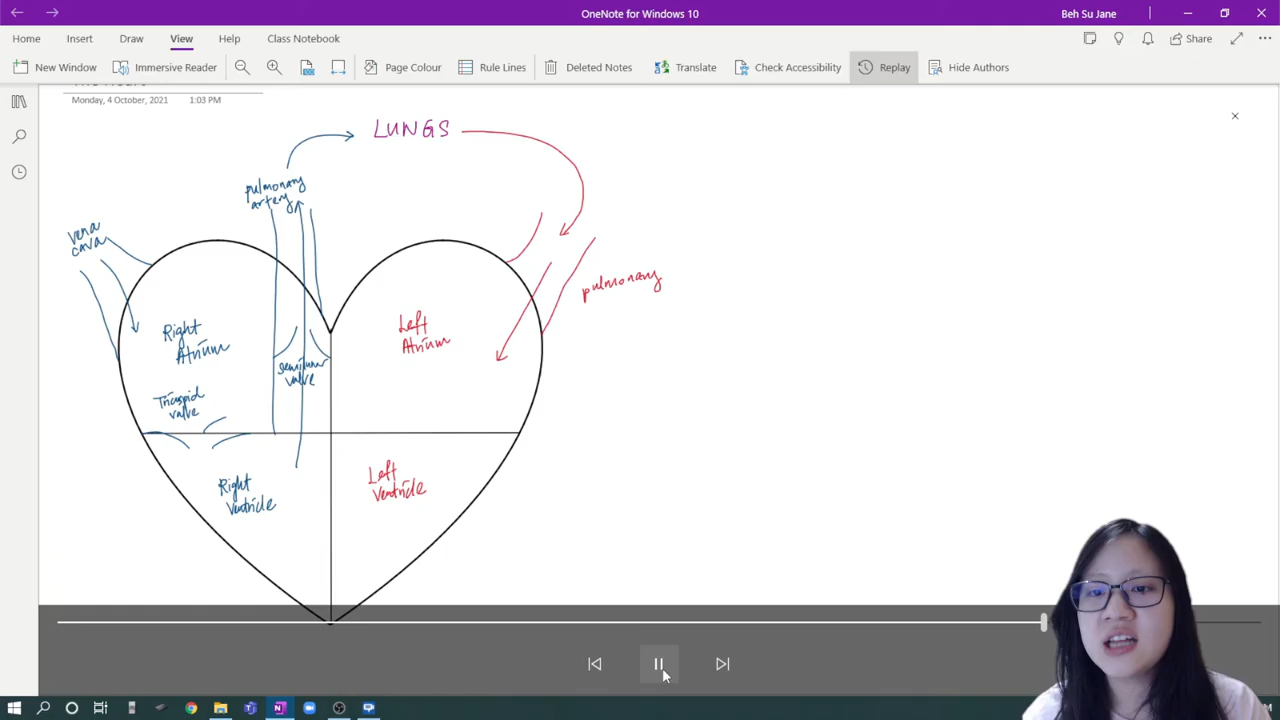 OneNote for Windows 10
Beh Su Jane
Home Insert Draw View Help Class Notebook
Share
New Window Immersive Reader Page Colour Rule Lines Deleted Notes Translate Check Accessibility Replay Hide Authors
Monday, 4 October, 2021 1:03 PM
LUNGS
pulmonary
artery
vena
cava
pulmonary
Right
Atrium
Left
Atrium
semilunar
valve
Tricuspid
valve
Right
Ventricle
Left
Ventricle